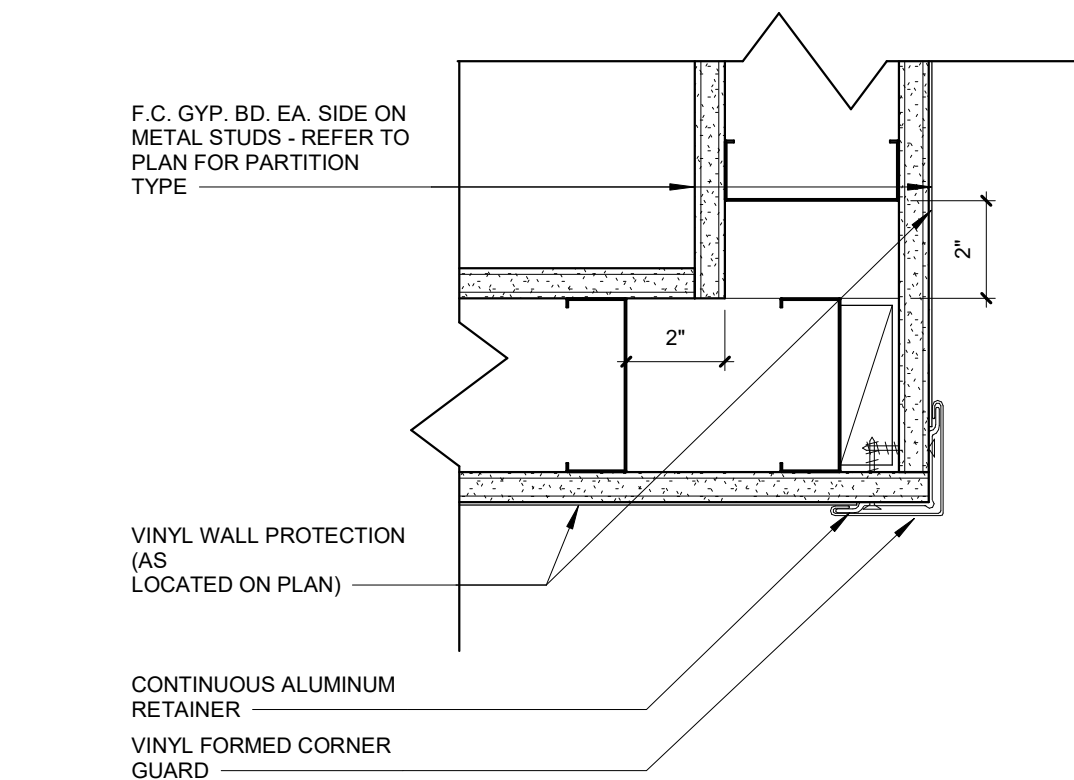 F.C. GYP. BD. EA. SIDE ON
METAL STUDS - REFER TO
PLAN FOR PARTITION
TYPE
2"
2"
VINYL WALL PROTECTION
(AS
LOCATED ON PLAN)
CONTINUOUS ALUMINUM
RETAINER
VINYL FORMED CORNER
GUARD